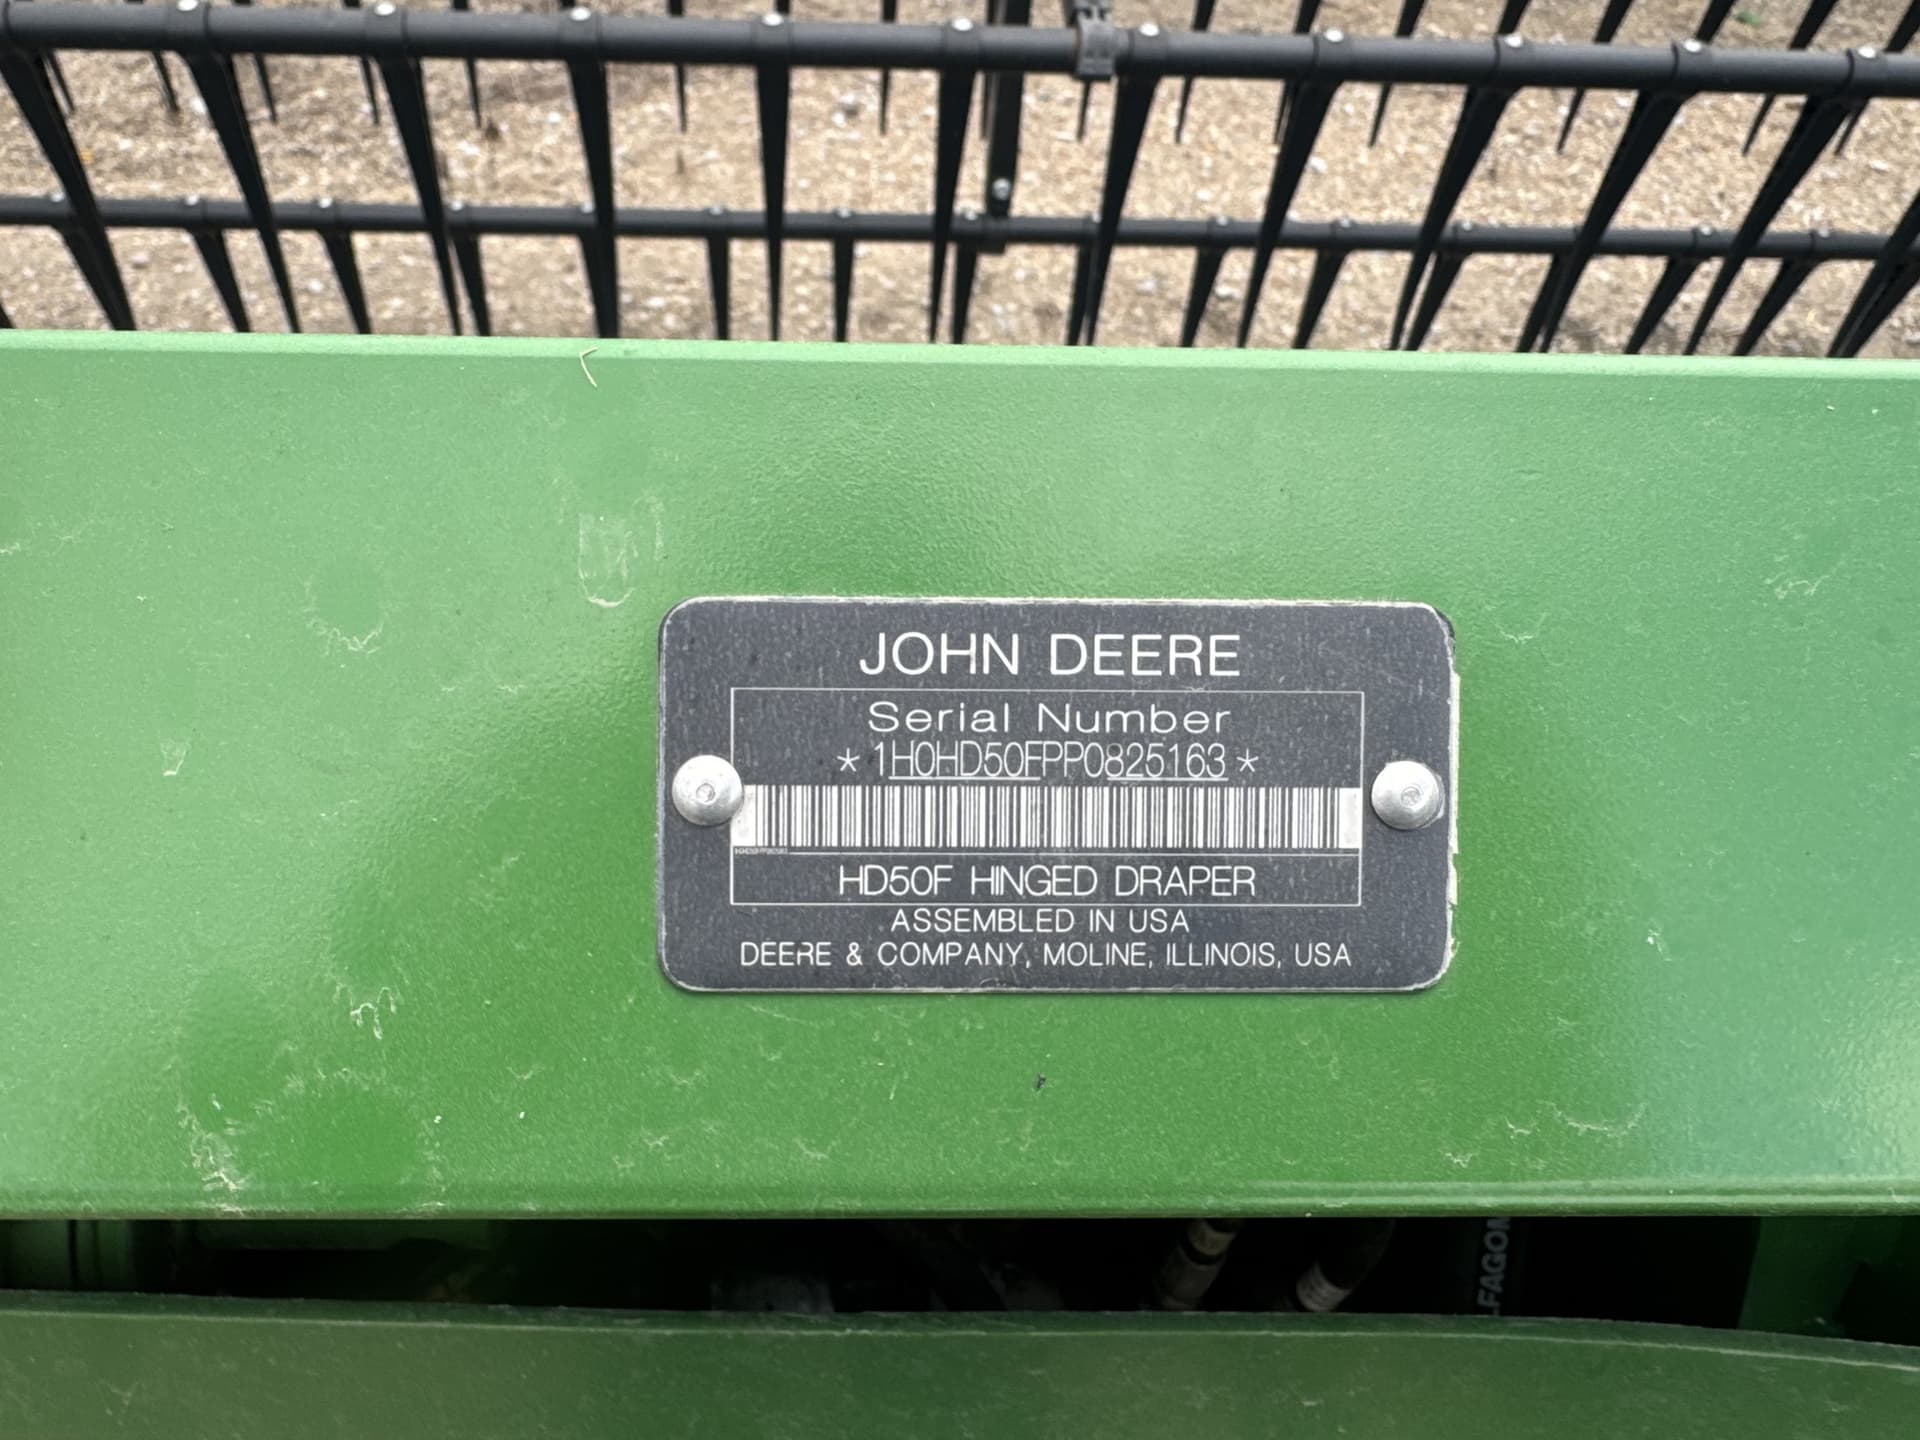 JOHN DEERE
Serial Number
* 1H0HD50FPP0825163 *
HD50F HINGED DRAPER
ASSEMBLED IN USA
DEERE & COMPANY, MOLINE, ILLINOIS, USA